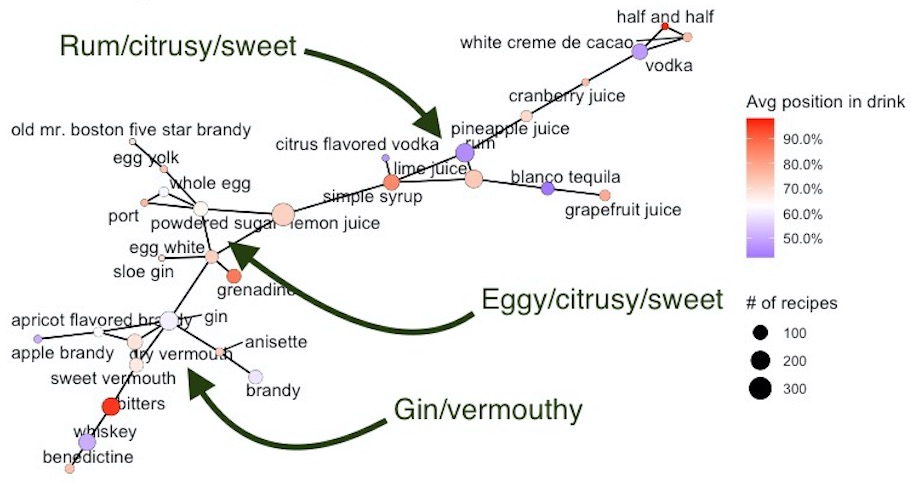 half and half
Rum/citrusy/sweet
white creme de cacao
vodka
cranberry juice
Avg position in drink
90.0%
80.0%
70.0%
60.0%
50.0%
old mr. boston five star brandy
citrus flavored vodka
pineapple juice
rum
egg yolk
lime juice
whole egg
blanco tequila
simple syrup
port
grapefruit juice
powdered sugar
lemon juice
egg white
sloe gin
grenadine
Eggy/citrusy/sweet
# of recipes
100
200
300
apricot flavored brandy
gin
apple brandy
dry vermouth
anisette
sweet vermouth
brandy
bitters
Gin/vermouthy
whiskey
benedictine